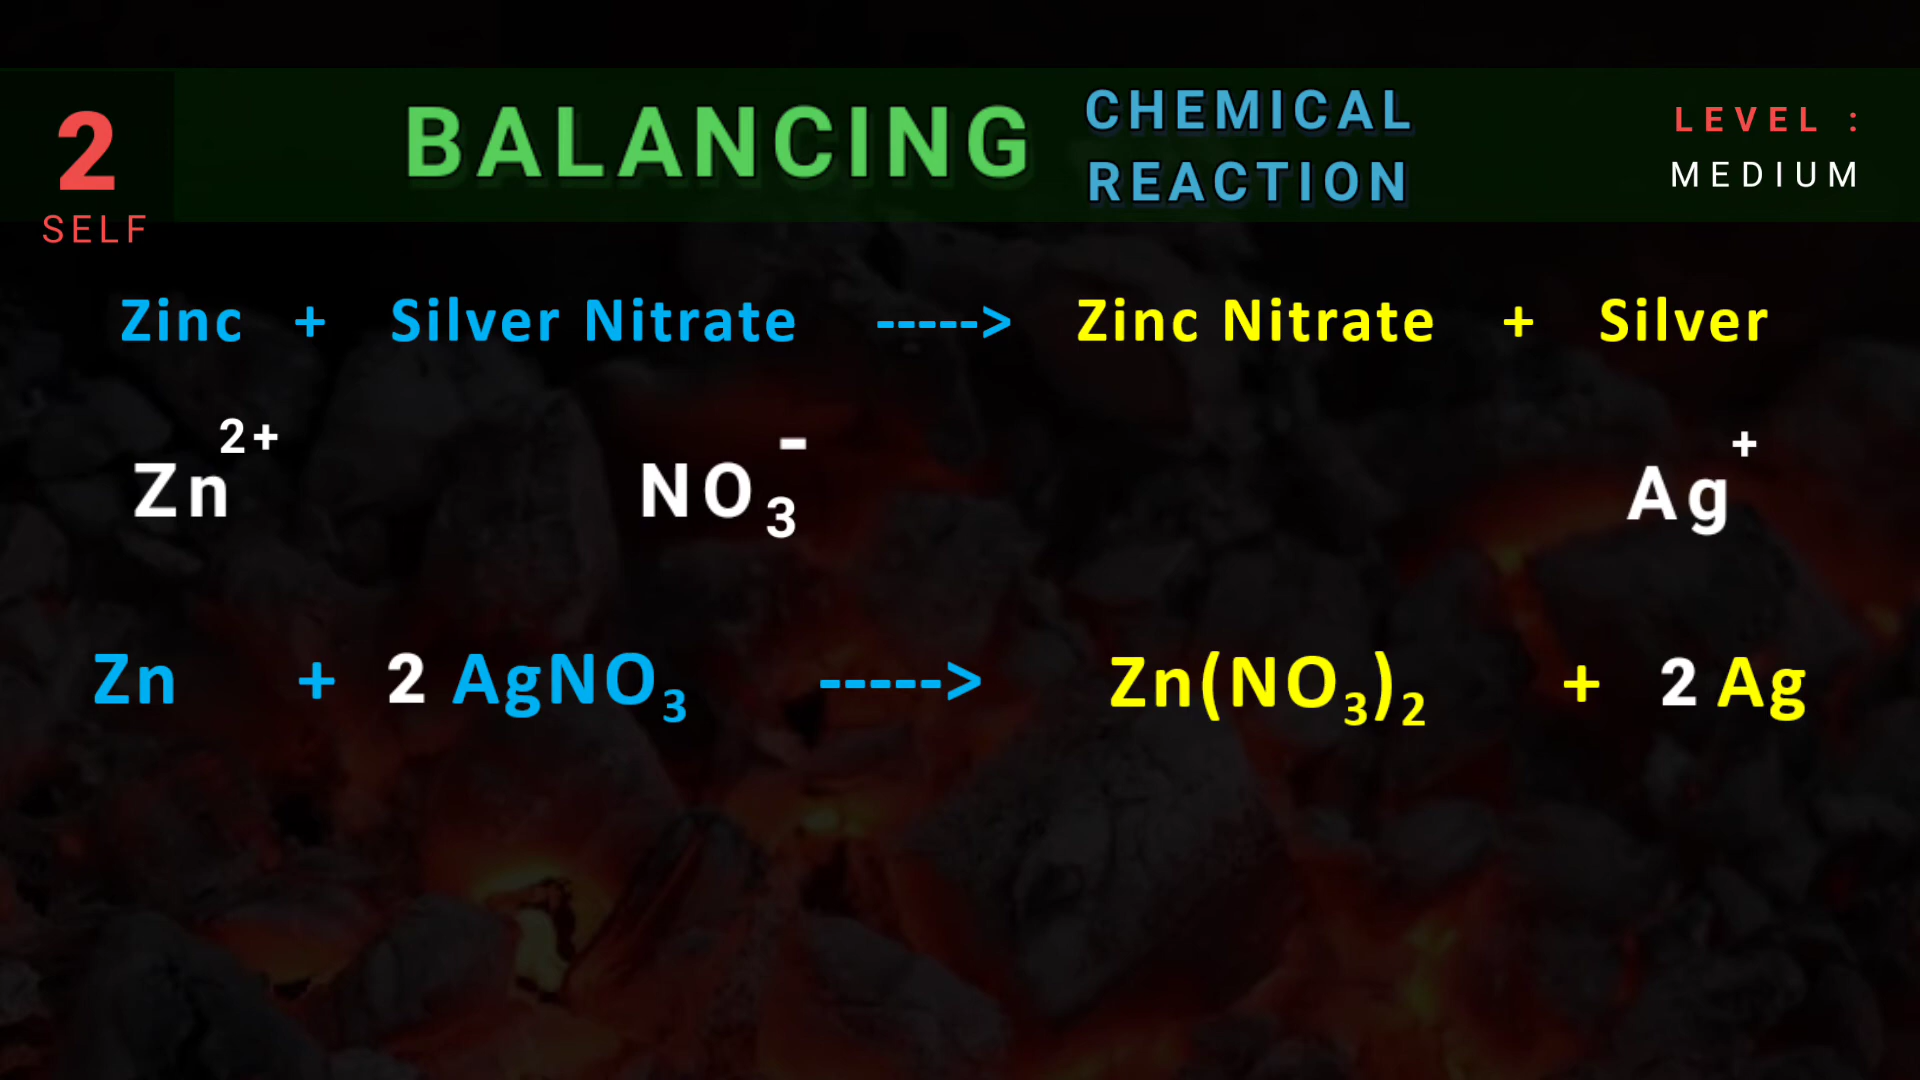 2
SELF
BALANCING
CHEMICAL
REACTION
LEVEL :
MEDIUM
Zinc + Silver Nitrate -----> Zinc Nitrate + Silver
Zn²⁺ NO₃⁻ Ag⁺
Zn + 2 AgNO₃ -----> Zn(NO₃)₂ + 2 Ag